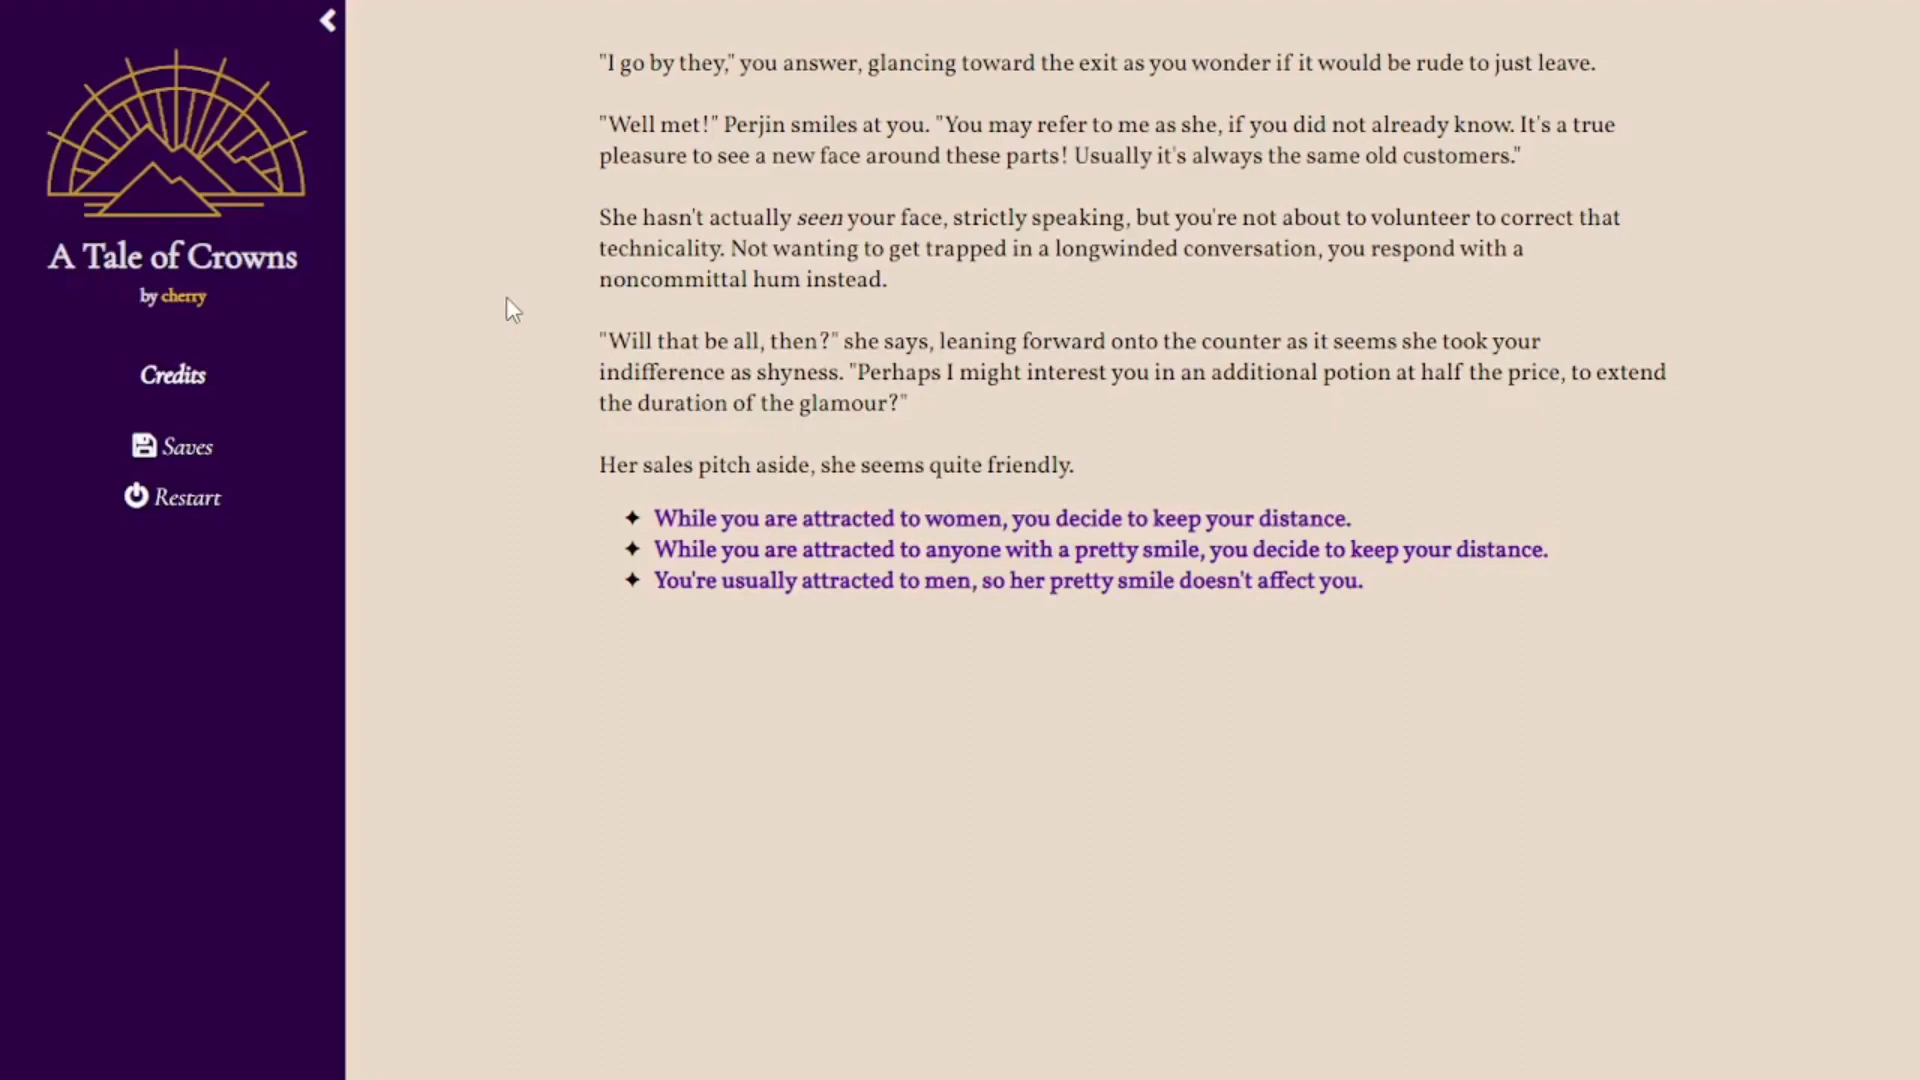 A Tale of Crowns
by cherry
Credits
Saves
Restart
"I go by they," you answer, glancing toward the exit as you wonder if it would be rude to just leave.
"Well met!" Perjin smiles at you. "You may refer to me as she, if you did not already know. It's a true
pleasure to see a new face around these parts! Usually it's always the same old customers."
She hasn't actually seen your face, strictly speaking, but you're not about to volunteer to correct that
technicality. Not wanting to get trapped in a longwinded conversation, you respond with a
noncommittal hum instead.
"Will that be all, then?" she says, leaning forward onto the counter as it seems she took your
indifference as shyness. "Perhaps I might interest you in an additional potion at half the price, to extend
the duration of the glamour?"
Her sales pitch aside, she seems quite friendly.
While you are attracted to women, you decide to keep your distance.
While you are attracted to anyone with a pretty smile, you decide to keep your distance.
You're usually attracted to men, so her pretty smile doesn't affect you.